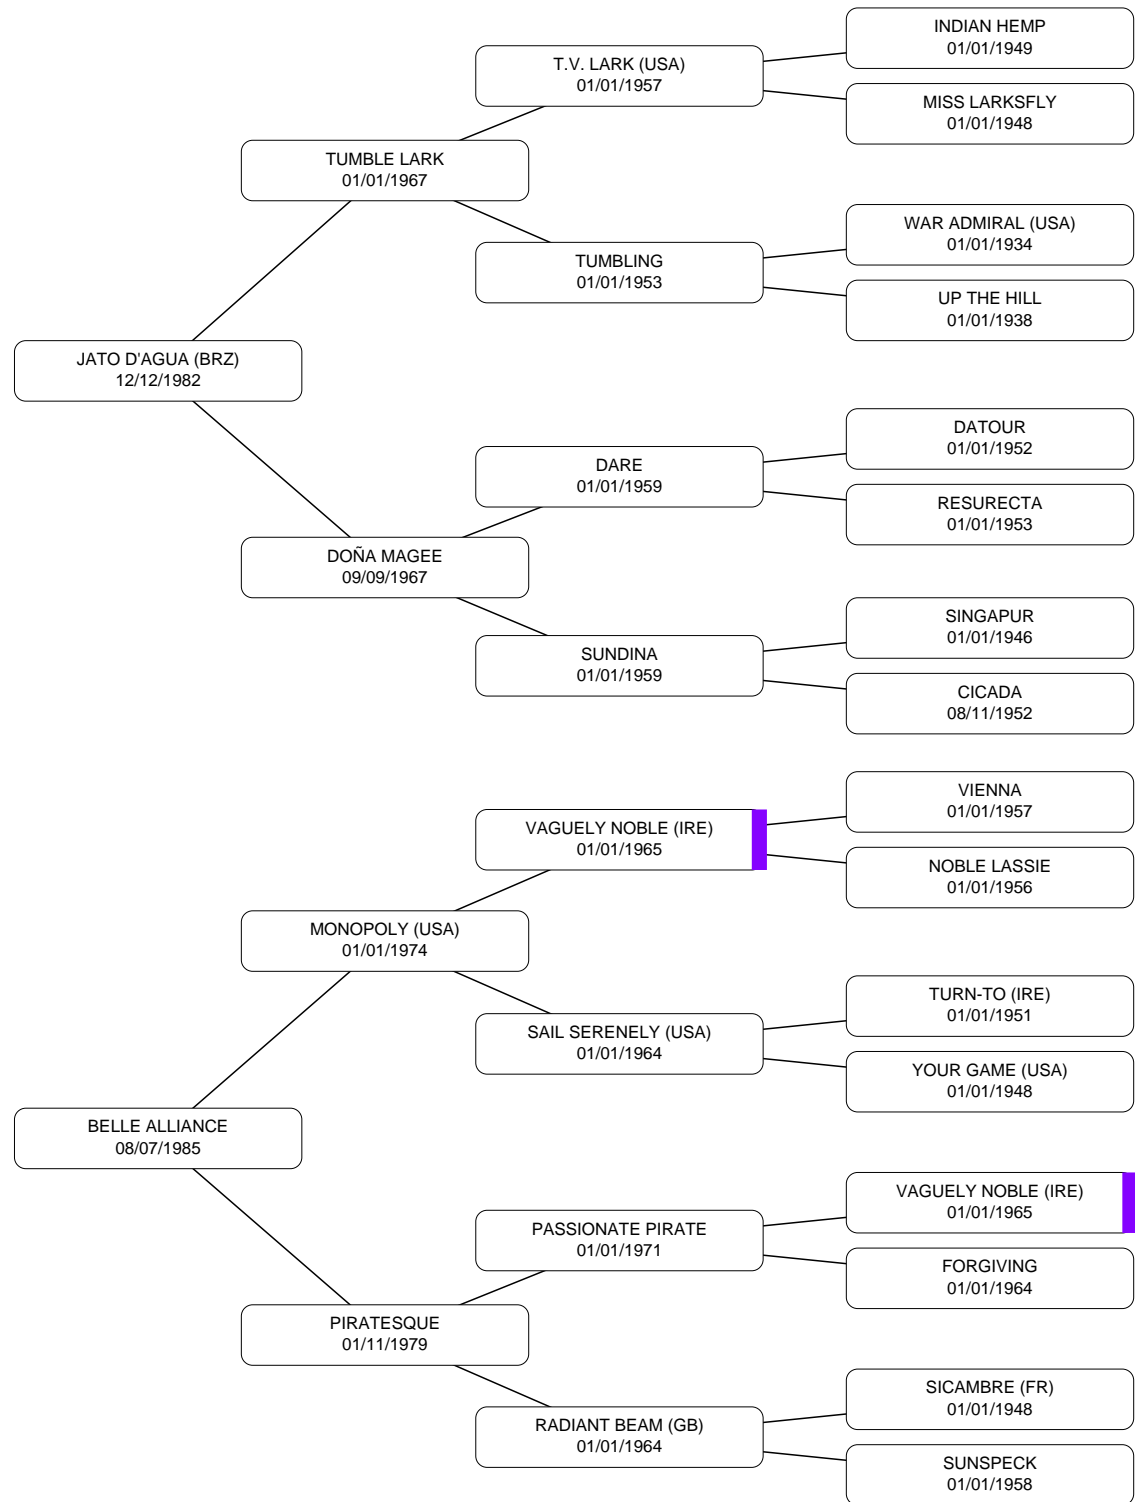 INDIAN HEMP
01/01/1949
T.V. LARK (USA)
01/01/1957
MISS LARKSFLY
01/01/1948
TUMBLE LARK
01/01/1967
WAR ADMIRAL (USA)
01/01/1934
TUMBLING
01/01/1953
UP THE HILL
01/01/1938
JATO D'AGUA (BRZ)
12/12/1982
DATOUR
01/01/1952
DARE
01/01/1959
RESURECTA
01/01/1953
DOÑA MAGEE
09/09/1967
SINGAPUR
01/01/1946
SUNDINA
01/01/1959
CICADA
08/11/1952
VIENNA
01/01/1957
VAGUELY NOBLE (IRE)
01/01/1965
NOBLE LASSIE
01/01/1956
MONOPOLY (USA)
01/01/1974
TURN-TO (IRE)
01/01/1951
SAIL SERENELY (USA)
01/01/1964
YOUR GAME (USA)
01/01/1948
BELLE ALLIANCE
08/07/1985
VAGUELY NOBLE (IRE)
01/01/1965
PASSIONATE PIRATE
01/01/1971
FORGIVING
01/01/1964
PIRATESQUE
01/11/1979
SICAMBRE (FR)
01/01/1948
RADIANT BEAM (GB)
01/01/1964
SUNSPECK
01/01/1958